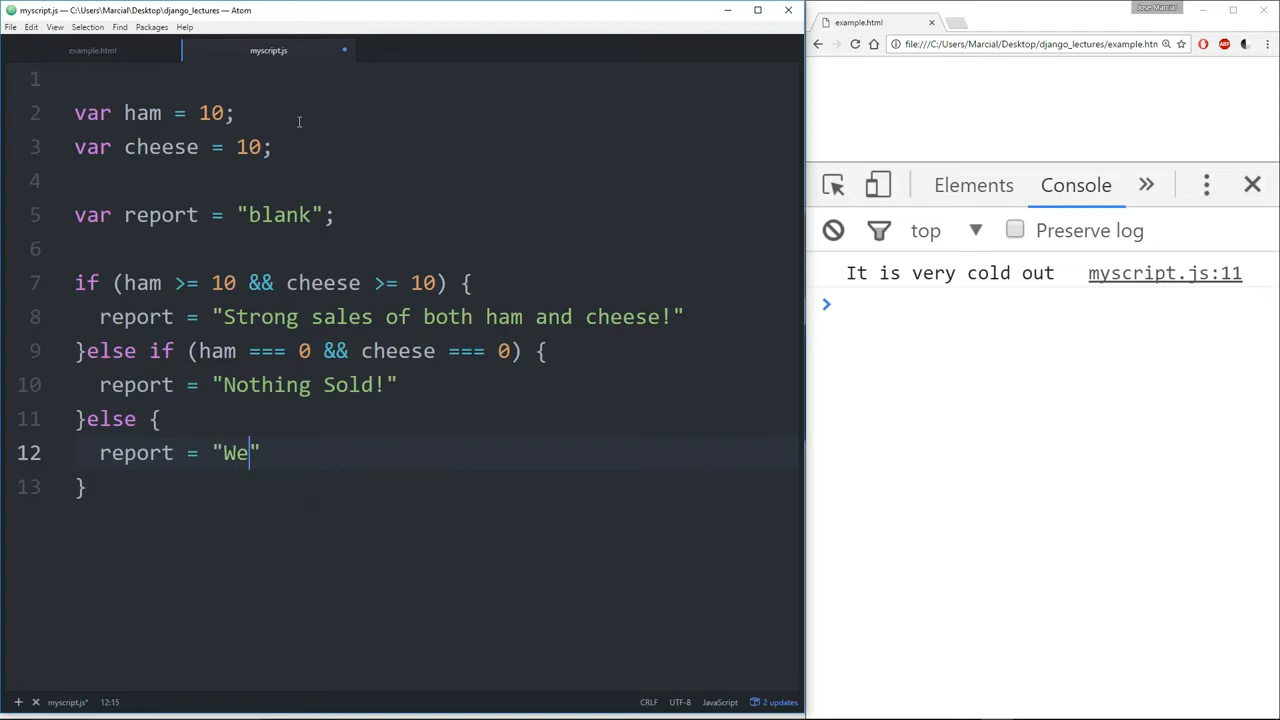 myscript.js — C:\Users\Marcial\Desktop\django_lectures — Atom
File Edit View Selection Find Packages Help
example.html myscript.js
1
2 var ham = 10;
3 var cheese = 10;
4
5 var report = "blank";
6
7 if (ham >= 10 && cheese >= 10) {
8 report = "Strong sales of both ham and cheese!"
9 }else if (ham === 0 && cheese === 0) {
10 report = "Nothing Sold!"
11 }else {
12 report = "We"
13 }
myscript.js* 12:15 CRLF UTF-8 JavaScript 2 updates
Jose Marcial
example.html
file:///C:/Users/Marcial/Desktop/django_lectures/example.htm
ABP
Elements Console
top Preserve log
It is very cold out myscript.js:11